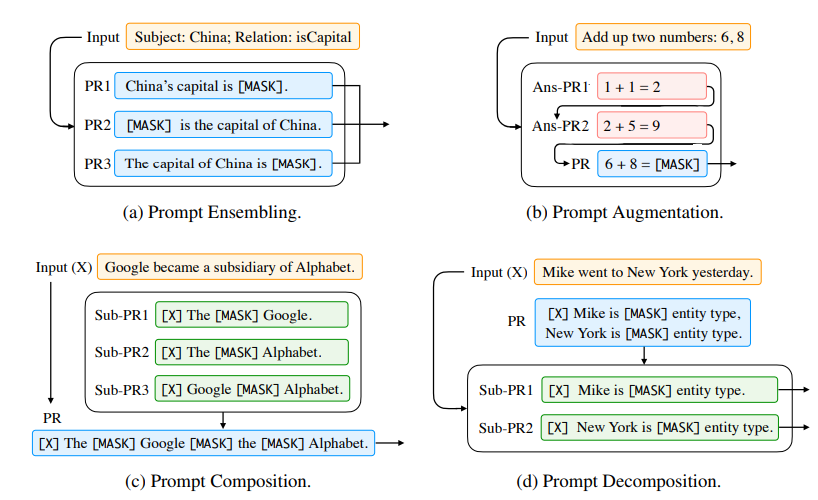 Input Subject: China; Relation: isCapital
PR1 China's capital is [MASK].
PR2 [MASK] is the capital of China.
PR3 The capital of China is [MASK].
(a) Prompt Ensembling.
Input Add up two numbers: 6, 8
Ans-PR1 1 + 1 = 2
Ans-PR2 2 + 5 = 9
PR 6 + 8 = [MASK]
(b) Prompt Augmentation.
Input (X) Google became a subsidiary of Alphabet.
Sub-PR1 [X] The [MASK] Google.
Sub-PR2 [X] The [MASK] Alphabet.
Sub-PR3 [X] Google [MASK] Alphabet.
PR
[X] The [MASK] Google [MASK] the [MASK] Alphabet.
(c) Prompt Composition.
Input (X) Mike went to New York yesterday.
PR [X] Mike is [MASK] entity type,
New York is [MASK] entity type.
Sub-PR1 [X] Mike is [MASK] entity type.
Sub-PR2 [X] New York is [MASK] entity type.
(d) Prompt Decomposition.